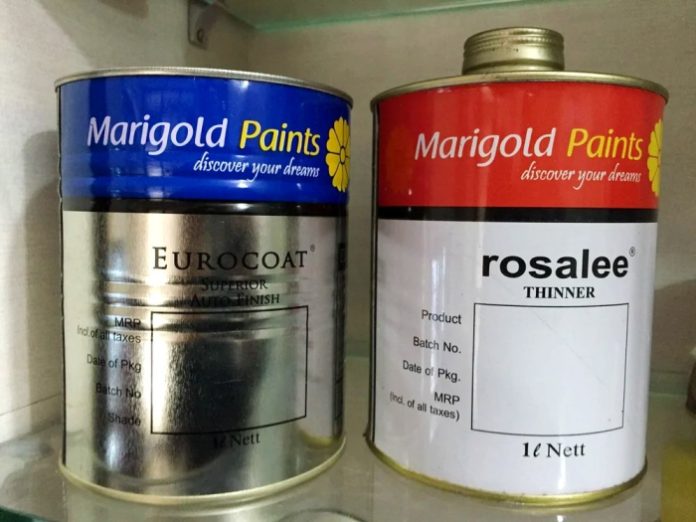 Marigold Paints
discover your dreams
EUROCOAT®
SUPERIOR
AUTO FINISH
MRP
Incl. of all taxes)
Date of Pkg
Batch No
Shade
1ℓ Nett
Marigold Paints
discover your dreams
rosalee®
THINNER
Product
Batch No.
Date of Pkg.
MRP
(Incl. of all taxes)
1ℓ Nett